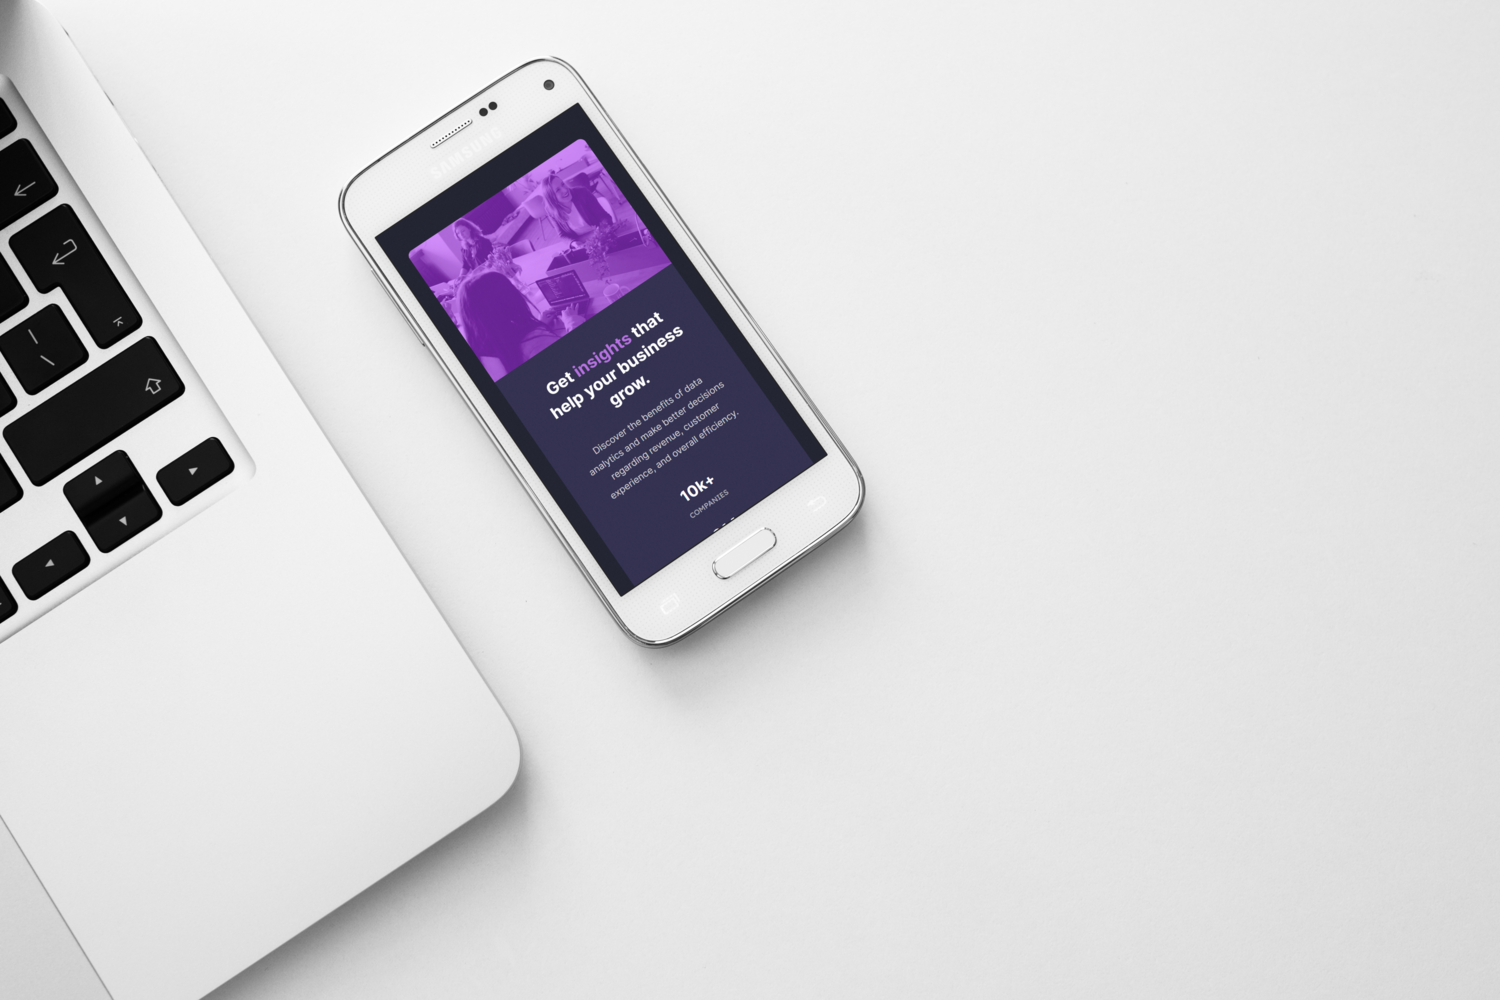 SAMSUNG
Get insights that
help your business
grow.
Discover the benefits of data
analytics and make better decisions
regarding revenue, customer
experience, and overall efficiency.
10k+
COMPANIES